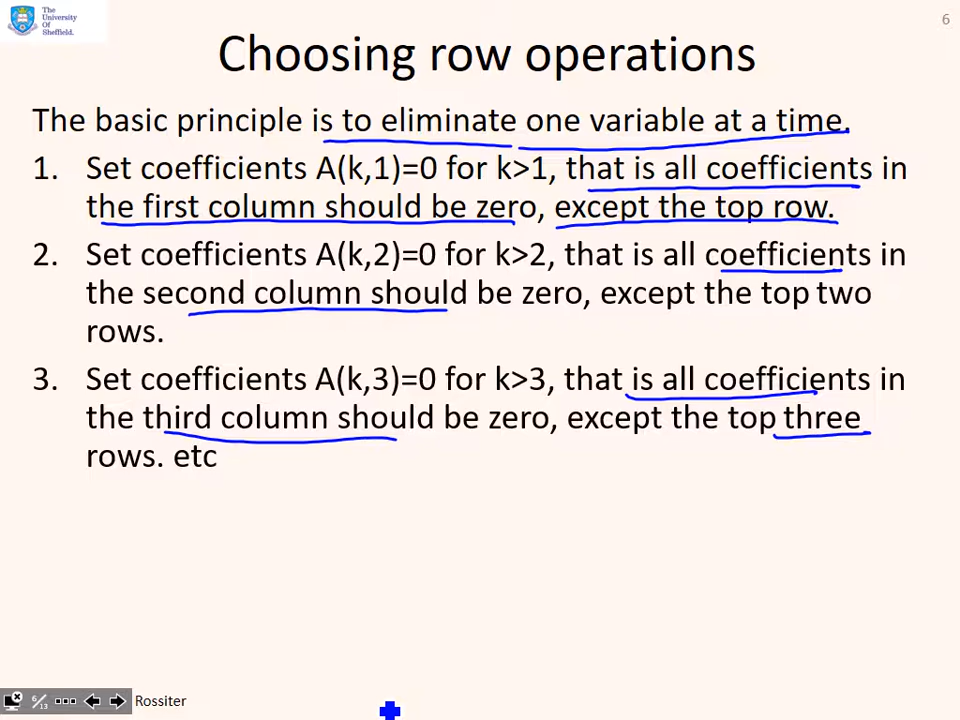 The
University
Of
Sheffield.
6
Choosing row operations
The basic principle is to eliminate one variable at a time.
1. Set coefficients A(k,1)=0 for k>1, that is all coefficients in
the first column should be zero, except the top row.
2. Set coefficients A(k,2)=0 for k>2, that is all coefficients in
the second column should be zero, except the top two
rows.
3. Set coefficients A(k,3)=0 for k>3, that is all coefficients in
the third column should be zero, except the top three
rows. etc
6/13
Rossiter